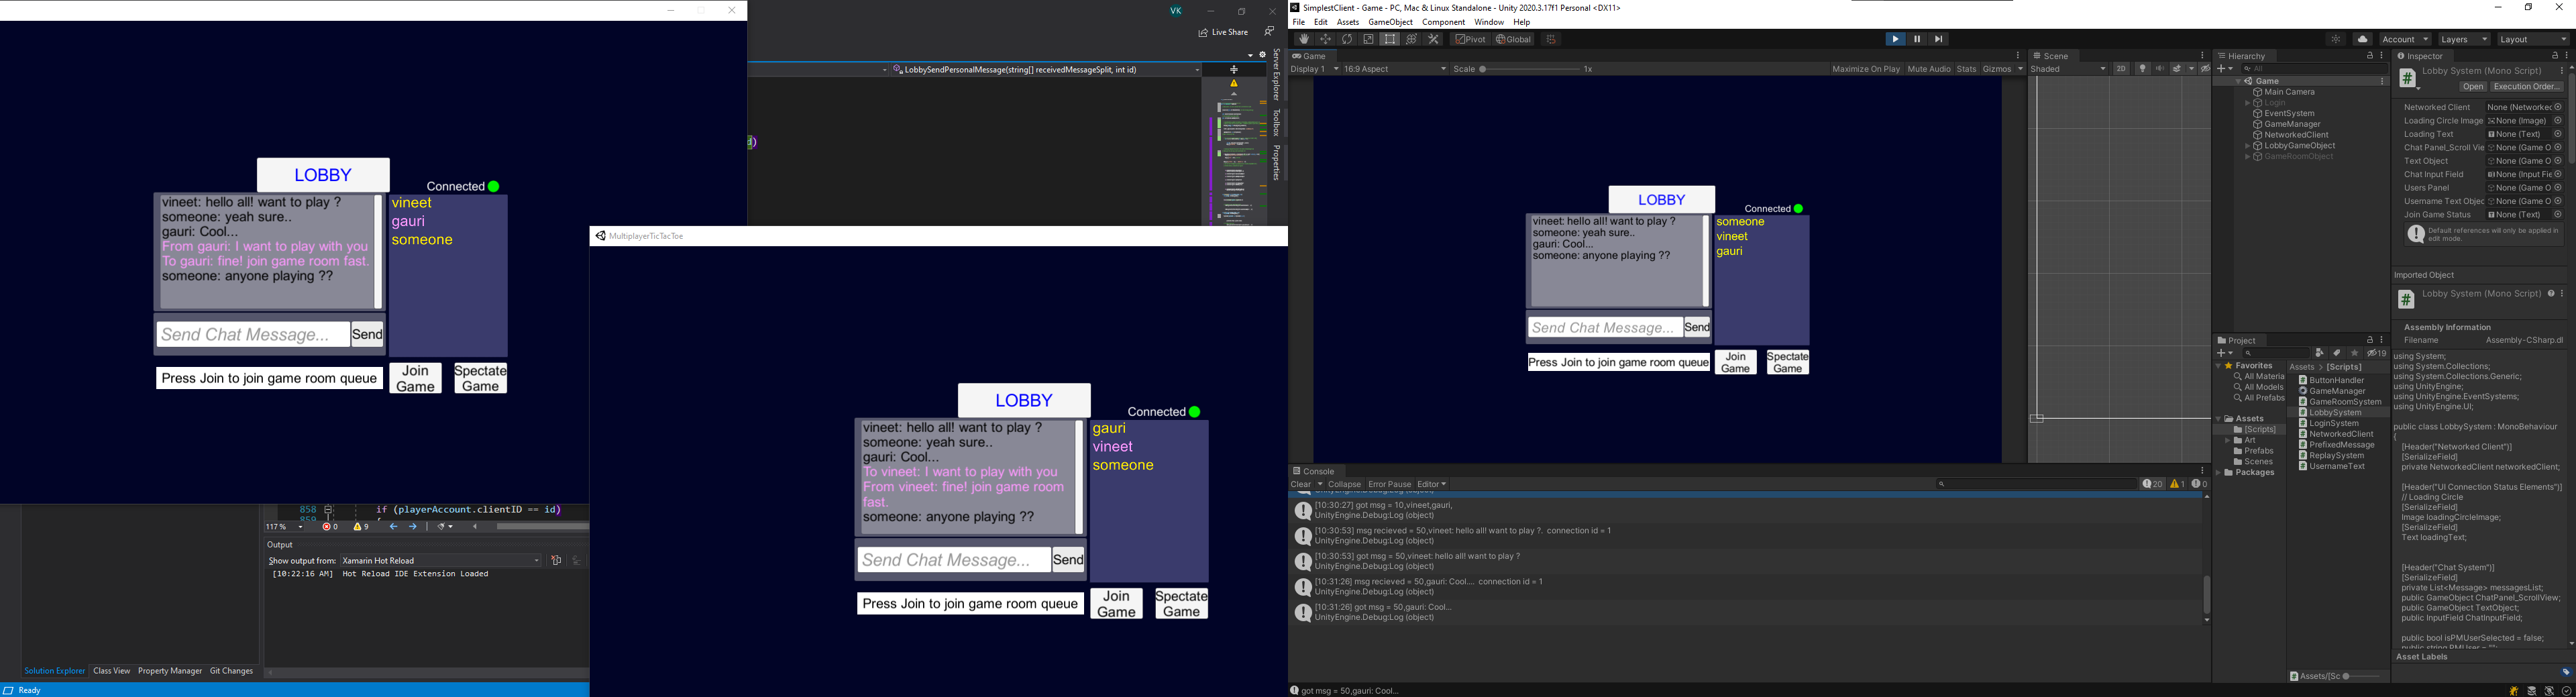 LOBBY
Connected
vineet: hello all! want to play ?
someone: yeah sure..
gauri: Cool...
From gauri: I want to play with you
To gauri: fine! join game room fast.
someone: anyone playing ??
vineet
gauri
someone
Send Chat Message...
Send
Press Join to join game room queue
Join
Game
Spectate
Game
VK
Live Share
LobbySendPersonalMessage(string[] receivedMessageSplit, int id)
Server Explorer
Toolbox
Properties
d)
MultiplayerTicTacToe
LOBBY
Connected
vineet: hello all! want to play ?
someone: yeah sure..
gauri: Cool...
To vineet: I want to play with you
From vineet: fine! join game room
fast.
someone: anyone playing ??
gauri
vineet
someone
Send Chat Message...
Send
Press Join to join game room queue
Join
Game
Spectate
Game
858 if (playerAccount.clientID == id)
859 {
117 % 0 9
Output
Show output from: Xamarin Hot Reload
[10:22:16 AM] Hot Reload IDE Extension Loaded
Solution Explorer Class View Property Manager Git Changes
Ready
SimplestClient - Game - PC, Mac & Linux Standalone - Unity 2020.3.17f1 Personal <DX11>
File Edit Assets GameObject Component Window Help
Pivot Global
Account Layers Layout
Game
Display 1 16:9 Aspect Scale 1x Maximize On Play Mute Audio Stats Gizmos
LOBBY
Connected
vineet: hello all! want to play ?
someone: yeah sure..
gauri: Cool...
someone: anyone playing ??
someone
vineet
gauri
Send Chat Message...
Send
Press Join to join game room queue
Join
Game
Spectate
Game
Scene
Shaded 2D
Hierarchy
All
Game
Main Camera
Login
EventSystem
GameManager
NetworkedClient
LobbyGameObject
GameRoomObject
Project
19
Favorites
All Materia
All Models
All Prefabs
Assets
[Scripts]
Art
Prefabs
Scenes
Packages
Assets > [Scripts]
ButtonHandler
GameManager
GameRoomSystem
LobbySystem
LoginSystem
NetworkedClient
PrefixedMessage
ReplaySystem
UsernameText
Assets/[Sc
Console
Clear Collapse Error Pause Editor 20 1 0
UnityEngine.Debug:Log (object)
[10:30:27] got msg = 10,vineet,gauri,
UnityEngine.Debug:Log (object)
[10:30:53] msg recieved = 50,vineet: hello all! want to play ?. connection id = 1
UnityEngine.Debug:Log (object)
[10:30:53] got msg = 50,vineet: hello all! want to play ?
UnityEngine.Debug:Log (object)
[10:31:26] msg recieved = 50,gauri: Cool.... connection id = 1
UnityEngine.Debug:Log (object)
[10:31:26] got msg = 50,gauri: Cool...
UnityEngine.Debug:Log (object)
got msg = 50,gauri: Cool...
Inspector
Lobby System (Mono Script)
Open Execution Order...
Networked Client None (Networkec
Loading Circle Image None (Image)
Loading Text None (Text)
Chat Panel_Scroll Vie None (Game O
Text Object None (Game O
Chat Input Field None (Input Fie
Users Panel None (Game O
Username Text Objec None (Game O
Join Game Status None (Text)
Default references will only be applied in
edit mode.
Imported Object
Lobby System (Mono Script)
Assembly Information
Filename Assembly-CSharp.dl
using System;
using System.Collections;
using System.Collections.Generic;
using UnityEngine;
using UnityEngine.EventSystems;
using UnityEngine.UI;
public class LobbySystem : MonoBehaviour
{
[Header("Networked Client")]
[SerializeField]
private NetworkedClient networkedClient;
[Header("UI Connection Status Elements")]
// Loading Circle
[SerializeField]
Image loadingCircleImage;
[SerializeField]
Text loadingText;
[Header("Chat System")]
[SerializeField]
private List<Message> messagesList;
public GameObject ChatPanel_ScrollView;
public GameObject TextObject;
public InputField ChatInputField;
public bool isPMUserSelected = false;
public string PMUser = "";
Asset Labels